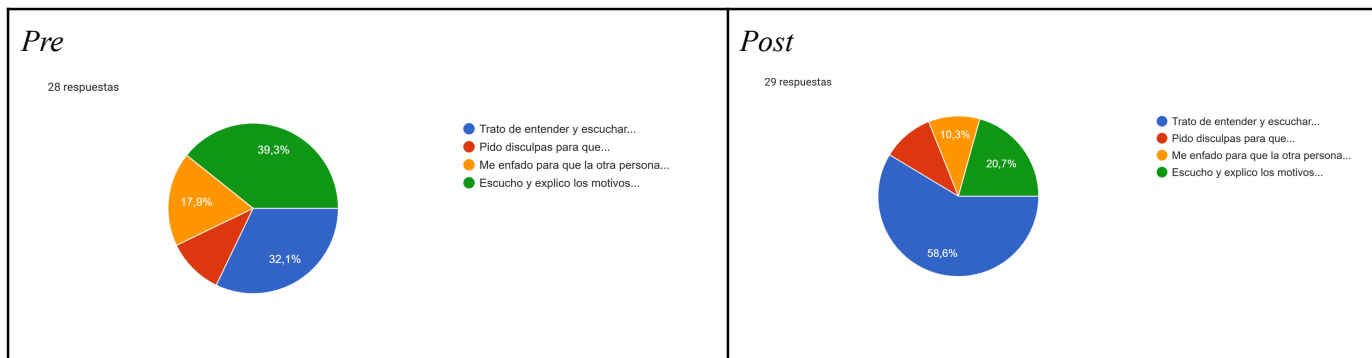 Pre
28 respuestas
39,3%
17,9%
32,1%
Trato de entender y escuchar...
Pido disculpas para que...
Me enfado para que la otra persona...
Escucho y explico los motivos...
Post
29 respuestas
10,3%
20,7%
58,6%
Trato de entender y escuchar...
Pido disculpas para que...
Me enfado para que la otra persona...
Escucho y explico los motivos...